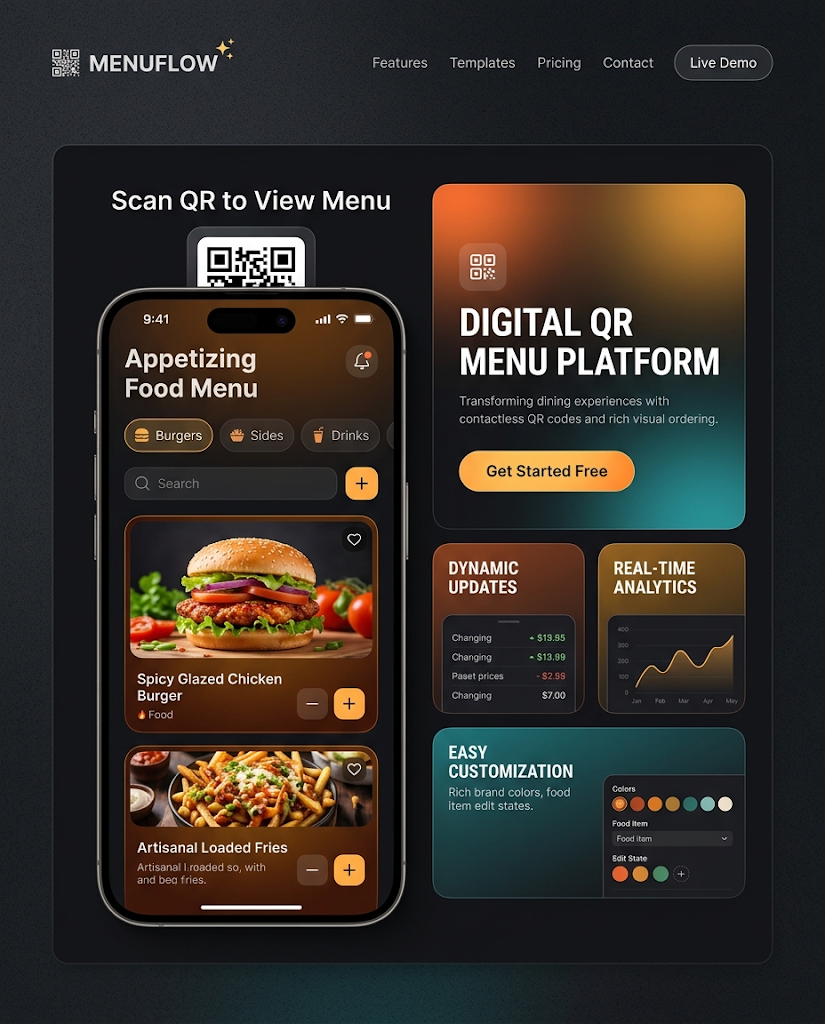 MENUFLOW
Features
Templates
Pricing
Contact
Live Demo
Scan QR to View Menu
9:41
Appetizing
Food Menu
Burgers
Sides
Drinks
Search
Spicy Glazed Chicken
Burger
Food
Artisanal Loaded Fries
Artisanal l roaded so, with
and beg fries.
DIGITAL QR
MENU PLATFORM
Transforming dining experiences with
contactless QR codes and rich visual ordering.
Get Started Free
DYNAMIC
UPDATES
Changing $13.95
Changing $13.99
Paset prices - $2.99
Changing $7.00
REAL-TIME
ANALYTICS
400
300
200
100
0
Jan Feb Mar Apr May
EASY
CUSTOMIZATION
Rich brand colors, food
item edit states.
Colors
Food Item
Food item
Edit State